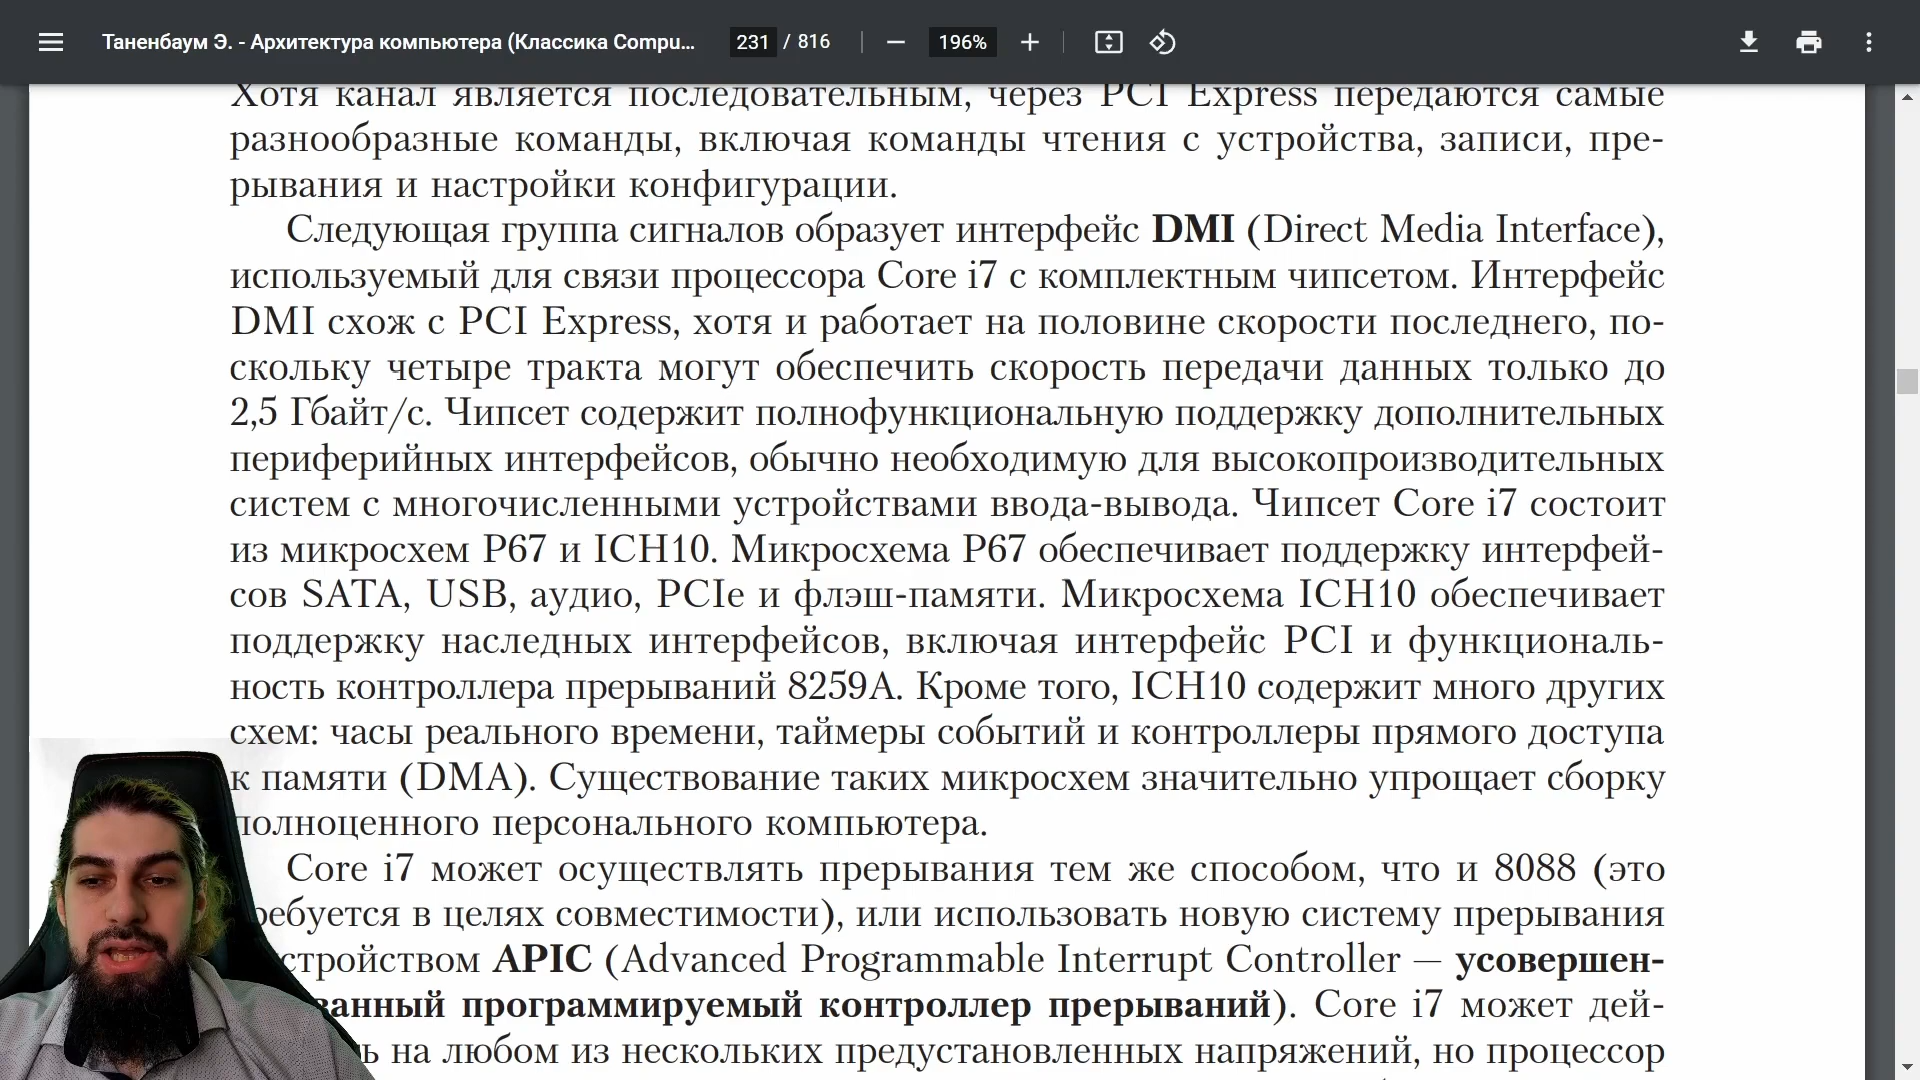 Таненбаум Э. - Архитектура компьютера (Классика Compu...
231 / 816
196%
Хотя канал является последовательным, через PCI Express передаются самые
разнообразные команды, включая команды чтения с устройства, записи, пре-
рывания и настройки конфигурации.
Следующая группа сигналов образует интерфейс DMI (Direct Media Interface),
используемый для связи процессора Core i7 с комплектным чипсетом. Интерфейс
DMI схож с PCI Express, хотя и работает на половине скорости последнего, по-
скольку четыре тракта могут обеспечить скорость передачи данных только до
2,5 Гбайт/с. Чипсет содержит полнофункциональную поддержку дополнительных
периферийных интерфейсов, обычно необходимую для высокопроизводительных
систем с многочисленными устройствами ввода-вывода. Чипсет Core i7 состоит
из микросхем P67 и ICH10. Микросхема P67 обеспечивает поддержку интерфей-
сов SATA, USB, аудио, PCIe и флэш-памяти. Микросхема ICH10 обеспечивает
поддержку наследных интерфейсов, включая интерфейс PCI и функциональ-
ность контроллера прерываний 8259A. Кроме того, ICH10 содержит много других
схем: часы реального времени, таймеры событий и контроллеры прямого доступа
к памяти (DMA). Существование таких микросхем значительно упрощает сборку
полноценного персонального компьютера.
Core i7 может осуществлять прерывания тем же способом, что и 8088 (это
ребуется в целях совместимости), или использовать новую систему прерывания
стройством APIC (Advanced Programmable Interrupt Controller — усовершен-
ванный программируемый контроллер прерываний). Core i7 может дей-
ь на любом из нескольких предустановленных напряжений, но процессор